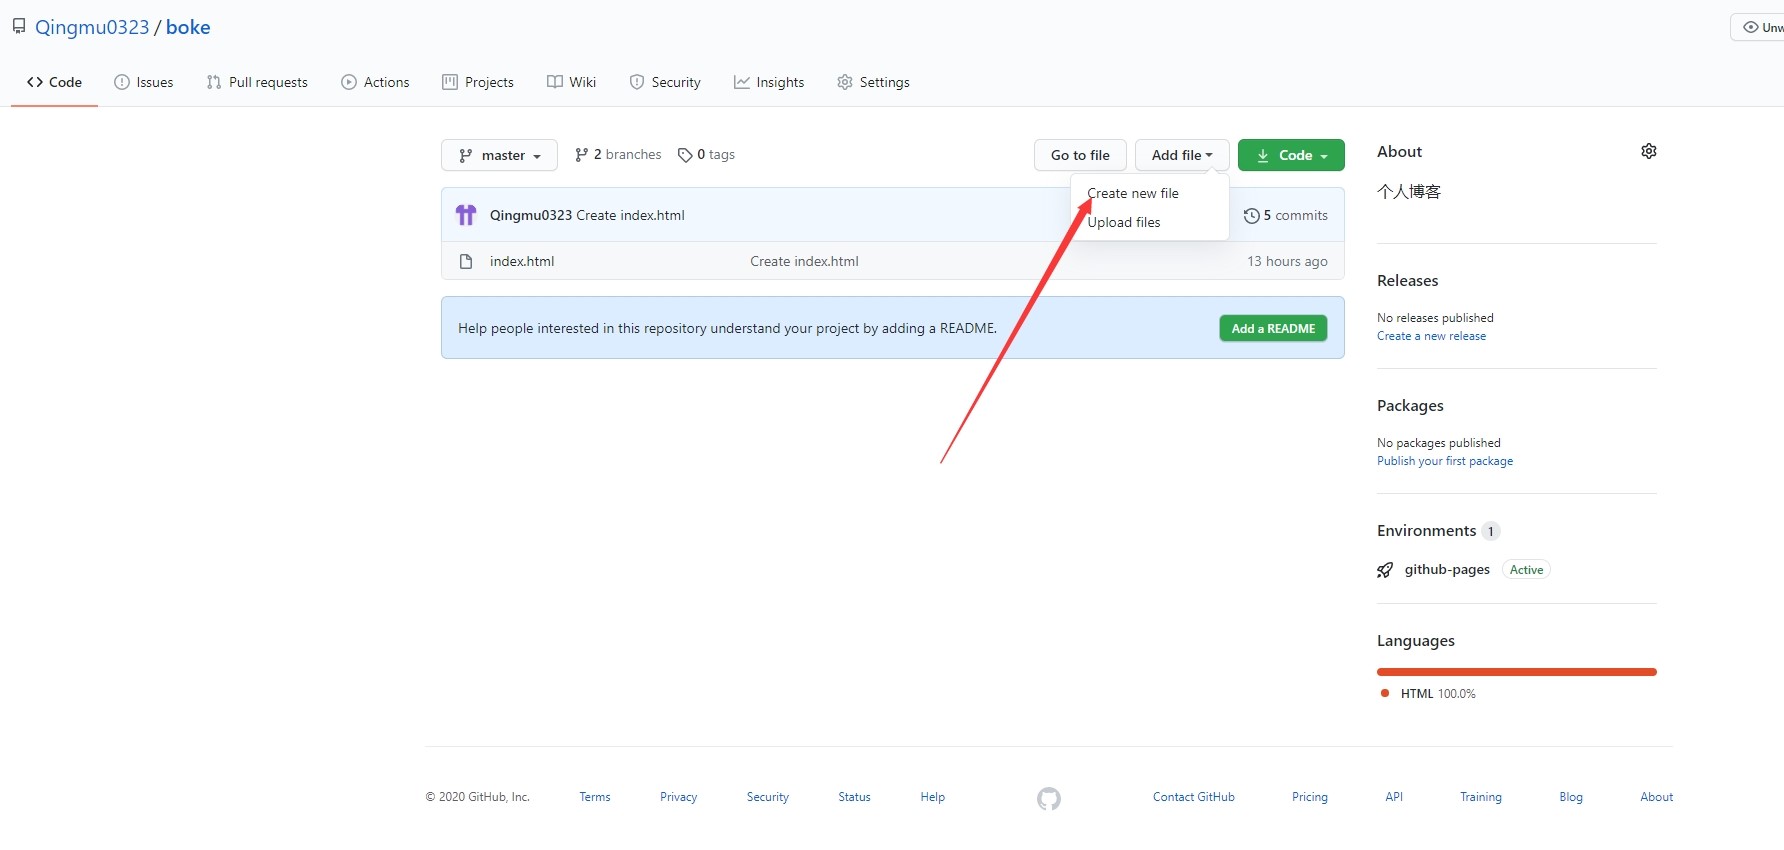 Qingmu0323 / boke
Unw
Code Issues Pull requests Actions Projects Wiki Security Insights Settings
master 2 branches 0 tags Go to file Add file Code
Create new file
Upload files
Qingmu0323 Create index.html 5 commits
index.html Create index.html 13 hours ago
Help people interested in this repository understand your project by adding a README. Add a README
About
个人博客
Releases
No releases published
Create a new release
Packages
No packages published
Publish your first package
Environments 1
github-pages Active
Languages
HTML 100.0%
© 2020 GitHub, Inc. Terms Privacy Security Status Help Contact GitHub Pricing API Training Blog About